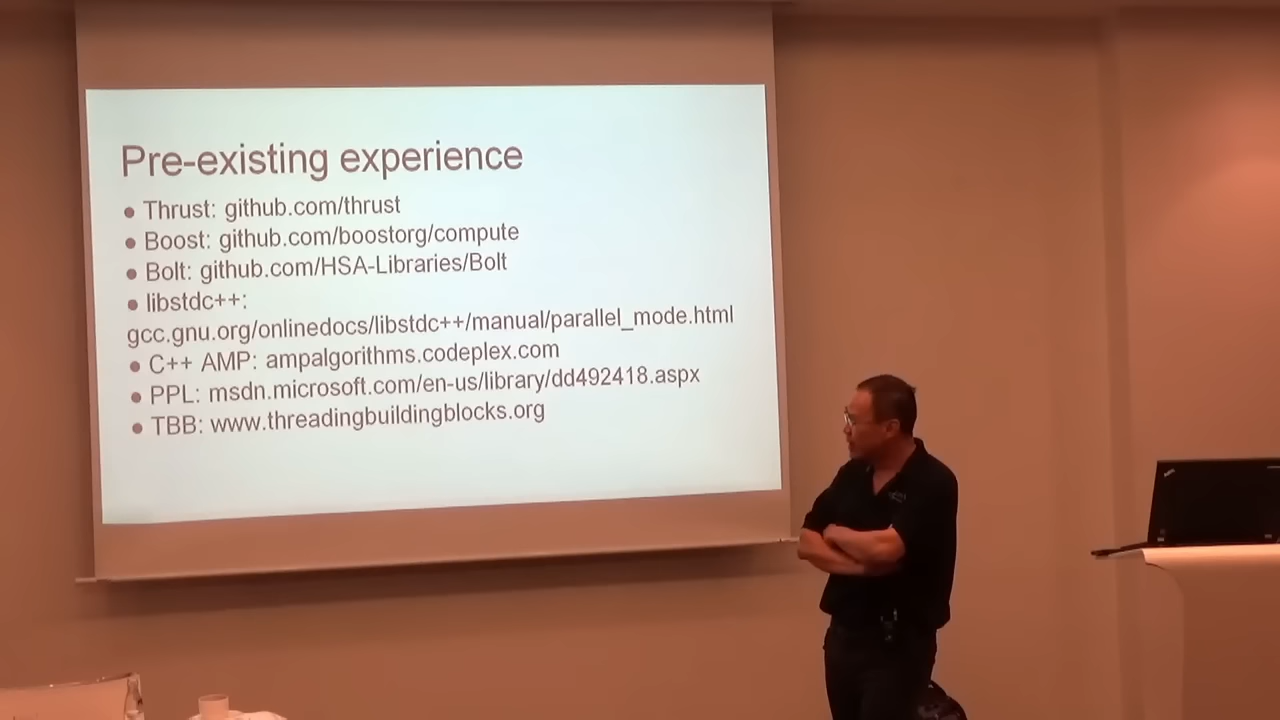 Pre-existing experience
● Thrust: github.com/thrust
● Boost: github.com/boostorg/compute
● Bolt: github.com/HSA-Libraries/Bolt
● libstdc++:
gcc.gnu.org/onlinedocs/libstdc++/manual/parallel_mode.html
● C++ AMP: ampalgorithms.codeplex.com
● PPL: msdn.microsoft.com/en-us/library/dd492418.aspx
● TBB: www.threadingbuildingblocks.org